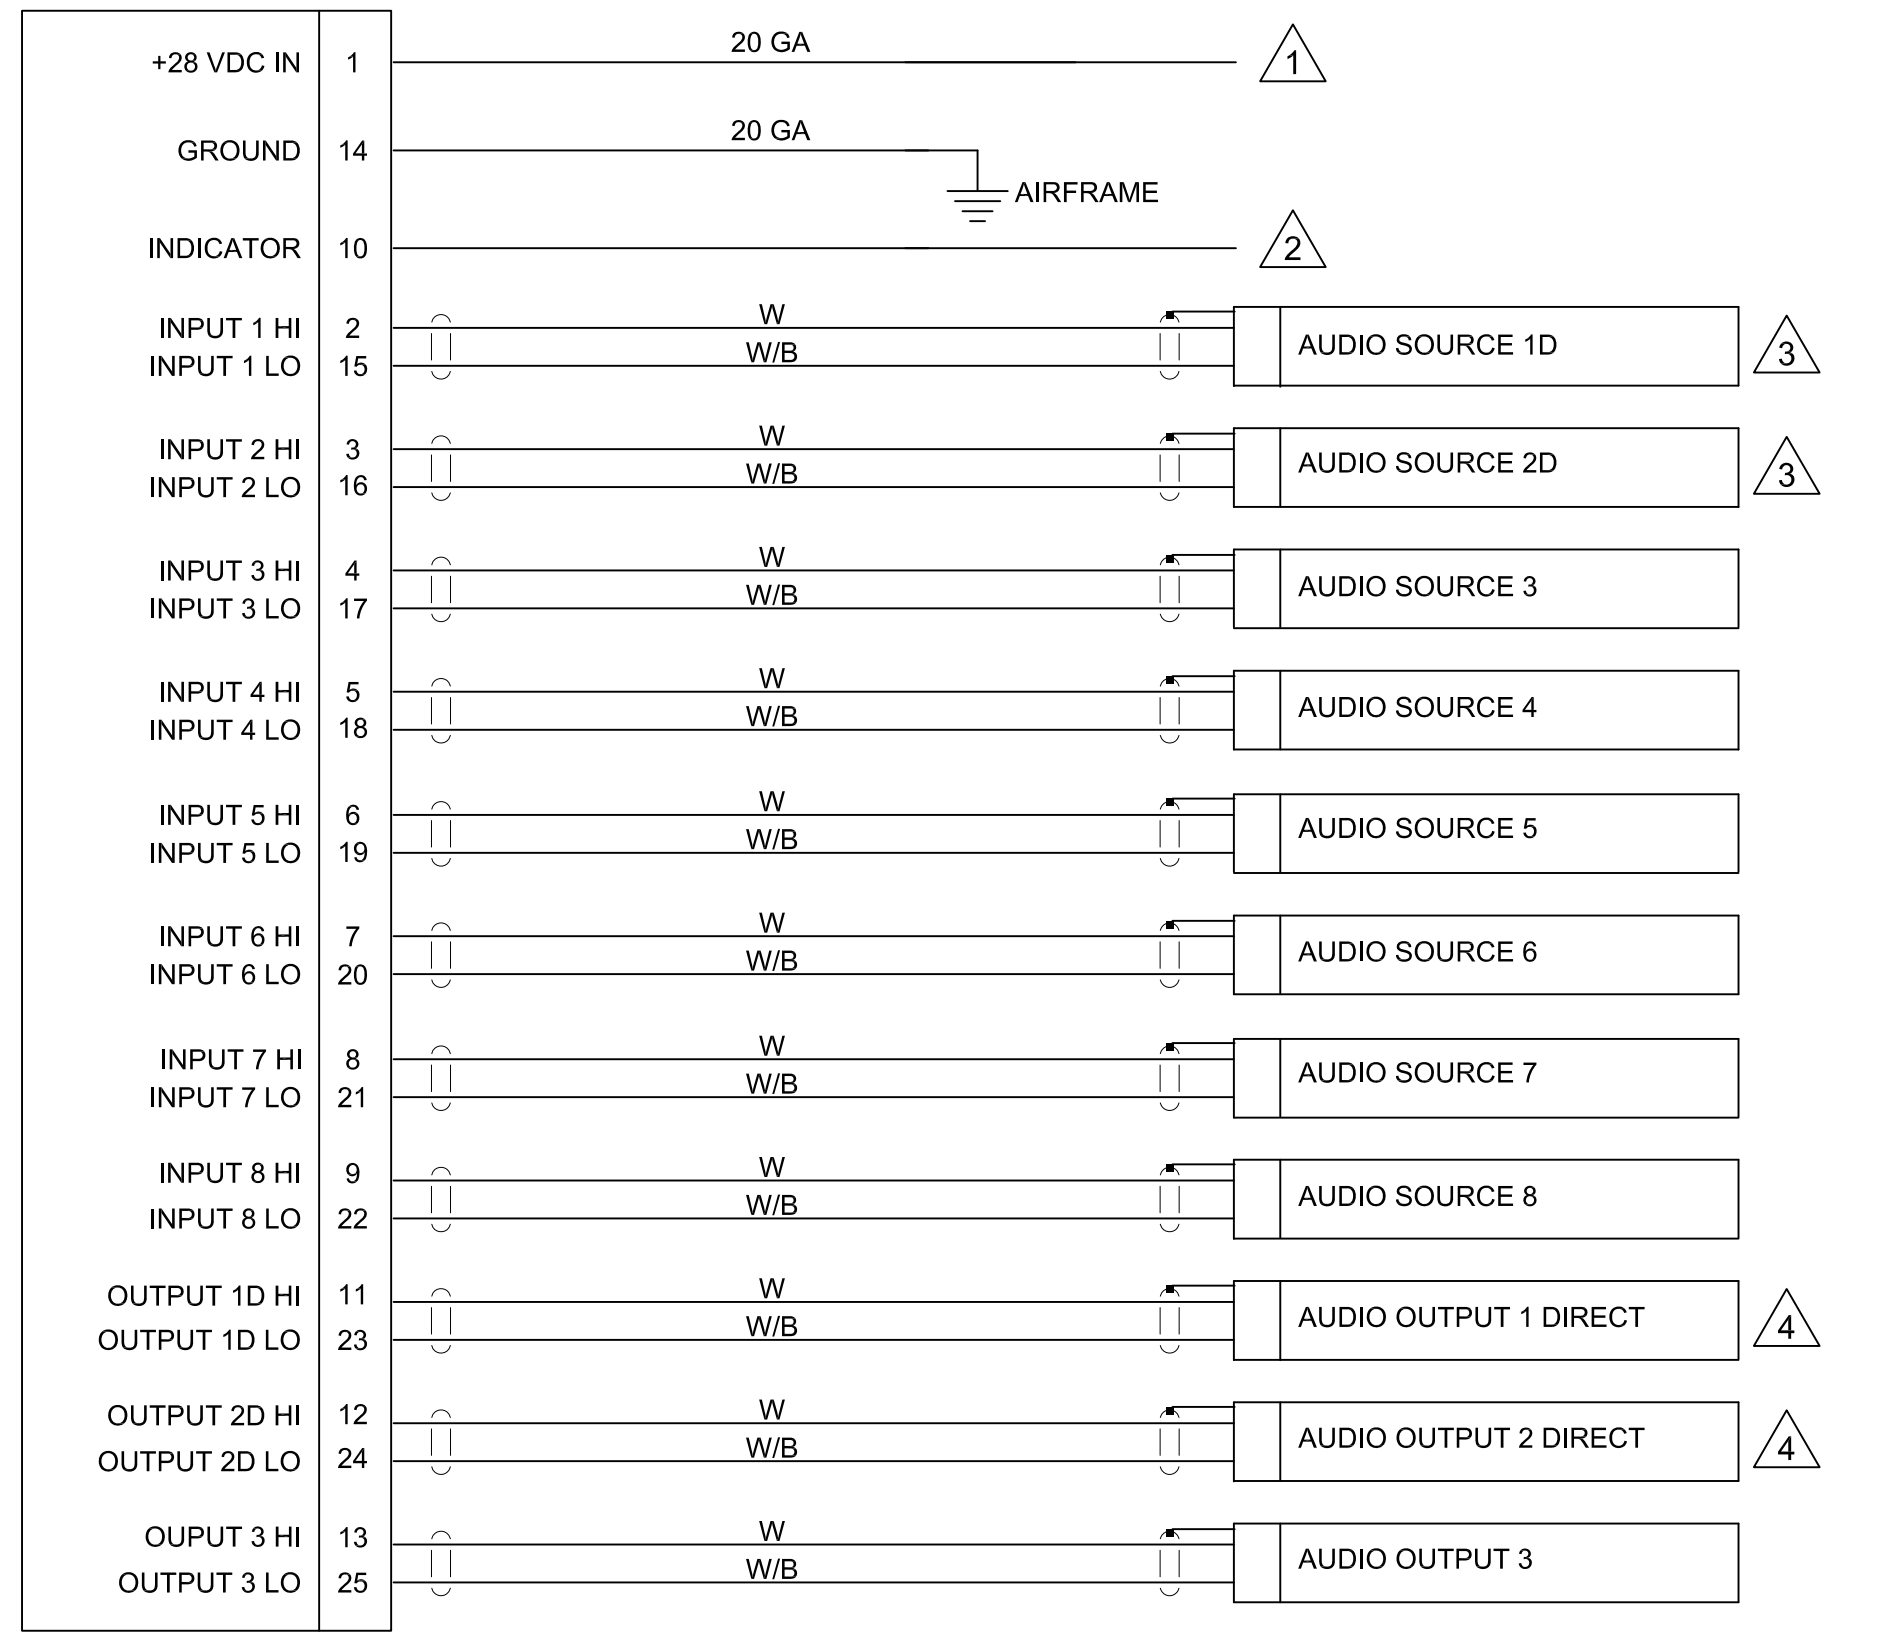 +28 VDC IN 1 20 GA 1
GROUND 14 20 GA
AIRFRAME
INDICATOR 10 2
INPUT 1 HI 2 W
INPUT 1 LO 15 W/B
AUDIO SOURCE 1D 3
INPUT 2 HI 3 W
INPUT 2 LO 16 W/B
AUDIO SOURCE 2D 3
INPUT 3 HI 4 W
INPUT 3 LO 17 W/B
AUDIO SOURCE 3
INPUT 4 HI 5 W
INPUT 4 LO 18 W/B
AUDIO SOURCE 4
INPUT 5 HI 6 W
INPUT 5 LO 19 W/B
AUDIO SOURCE 5
INPUT 6 HI 7 W
INPUT 6 LO 20 W/B
AUDIO SOURCE 6
INPUT 7 HI 8 W
INPUT 7 LO 21 W/B
AUDIO SOURCE 7
INPUT 8 HI 9 W
INPUT 8 LO 22 W/B
AUDIO SOURCE 8
OUTPUT 1D HI 11 W
OUTPUT 1D LO 23 W/B
AUDIO OUTPUT 1 DIRECT 4
OUTPUT 2D HI 12 W
OUTPUT 2D LO 24 W/B
AUDIO OUTPUT 2 DIRECT 4
OUPUT 3 HI 13 W
OUTPUT 3 LO 25 W/B
AUDIO OUTPUT 3